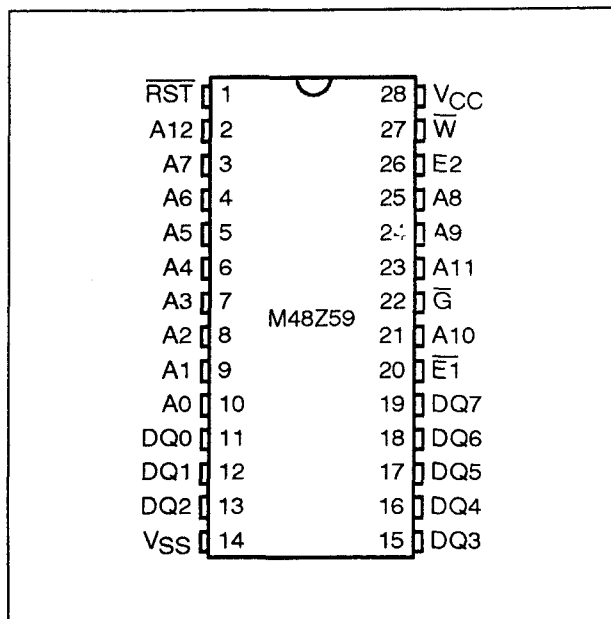 R̅S̅T̅ 1 28 VCC
A12 2 27 W̅
A7 3 26 E2
A6 4 25 A8
A5 5 24 A9
A4 6 23 A11
A3 7 22 G̅
M48Z59
A2 8 21 A10
A1 9 20 E̅1̅
A0 10 19 DQ7
DQ0 11 18 DQ6
DQ1 12 17 DQ5
DQ2 13 16 DQ4
VSS 14 15 DQ3